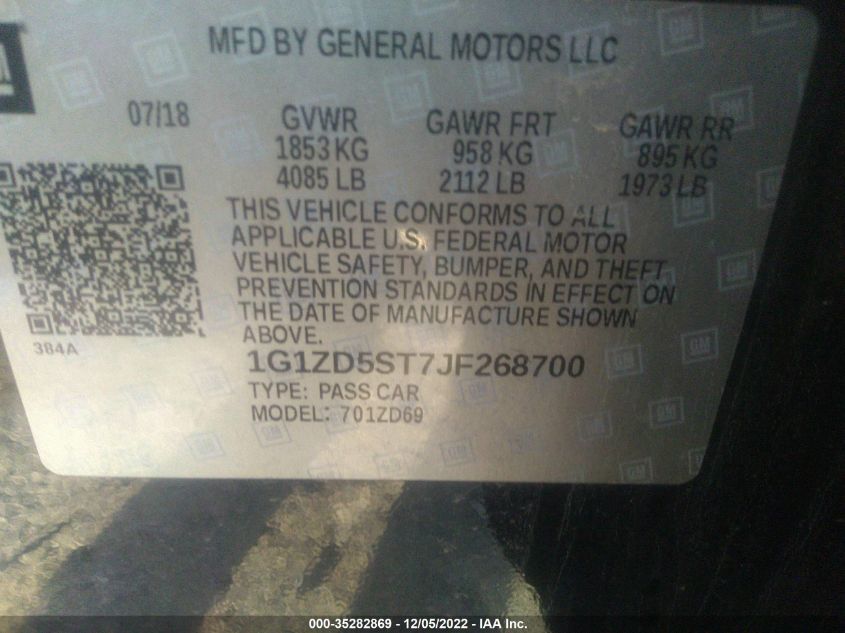 GM
MFD BY GENERAL MOTORS LLC
07/18 GVWR GAWR FRT GAWR RR
1853 KG 958 KG 895 KG
4085 LB 2112 LB 1973 LB
THIS VEHICLE CONFORMS TO ALL
APPLICABLE U.S. FEDERAL MOTOR
VEHICLE SAFETY, BUMPER, AND THEFT
PREVENTION STANDARDS IN EFFECT ON
THE DATE OF MANUFACTURE SHOWN
ABOVE.
384A
1G1ZD5ST7JF268700
TYPE: PASS CAR
MODEL: 701ZD69
000-35282869 - 12/05/2022 - IAA Inc.